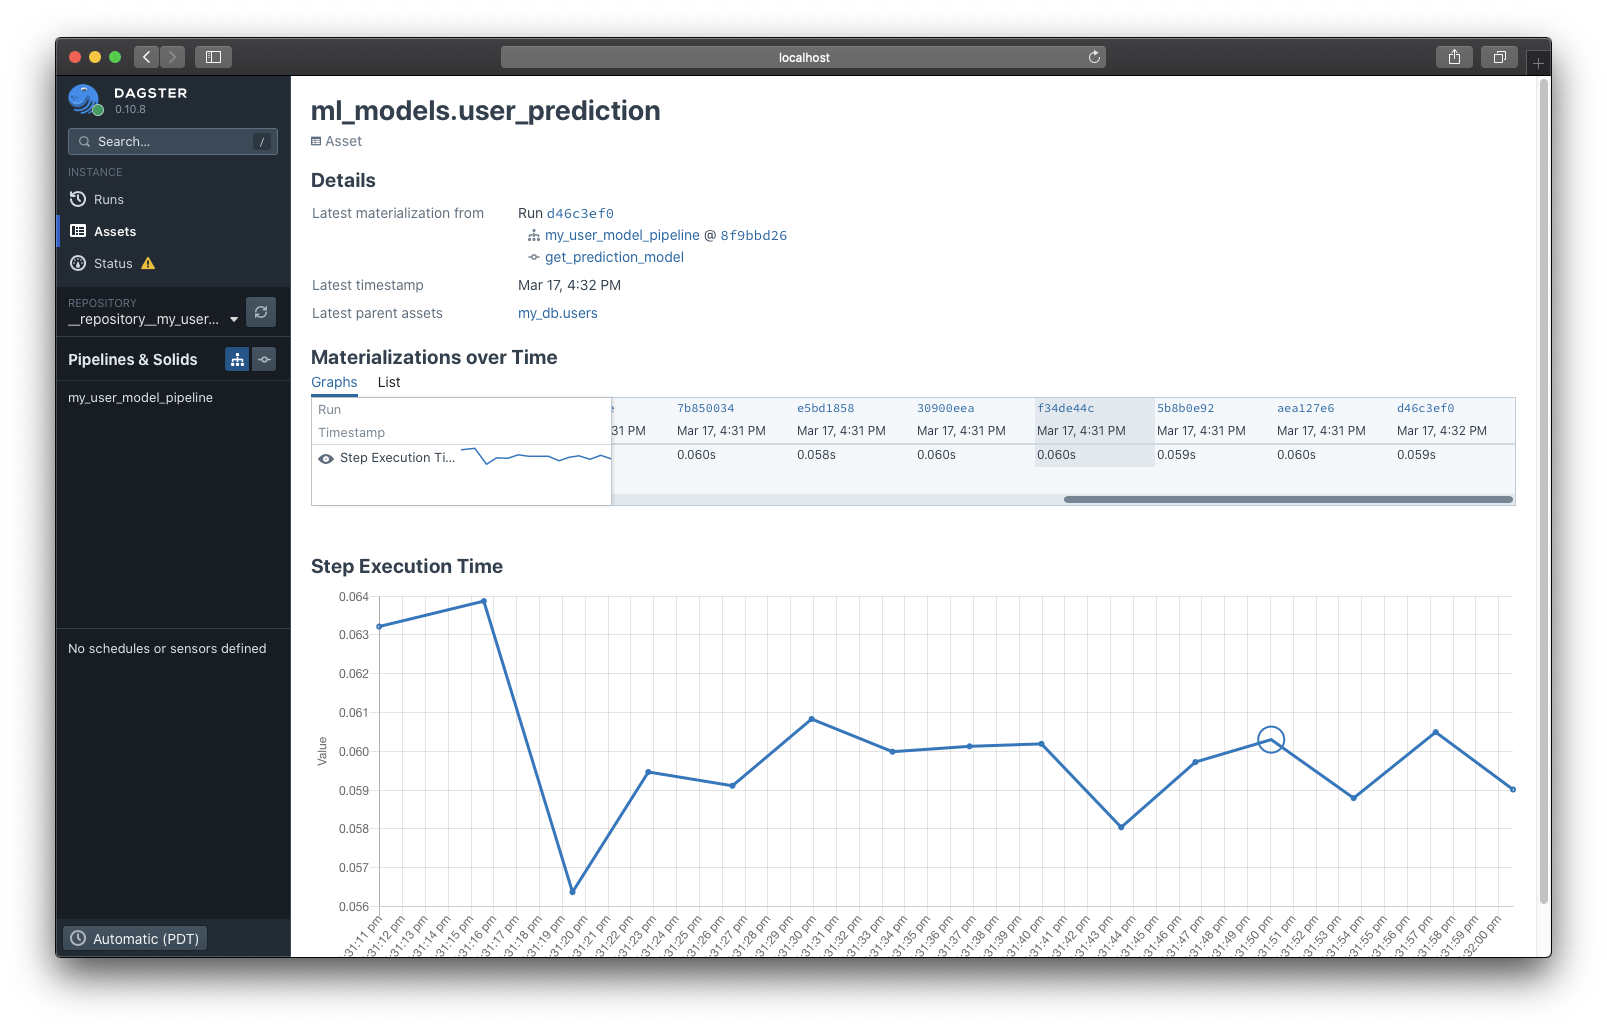 localhost
DAGSTER
0.10.8
Search...
/
INSTANCE
Runs
Assets
Status
REPOSITORY
__repository__my_user...
Pipelines & Solids
my_user_model_pipeline
No schedules or sensors defined
Automatic (PDT)
ml_models.user_prediction
Asset
Details
Latest materialization from
Run d46c3ef0
my_user_model_pipeline @ 8f9bbd26
get_prediction_model
Latest timestamp
Mar 17, 4:32 PM
Latest parent assets
my_db.users
Materializations over Time
Graphs List
Run 7b850034 e5bd1858 30900eea f34de44c 5b8b0e92 aea127e6 d46c3ef0
Timestamp 31 PM Mar 17, 4:31 PM Mar 17, 4:31 PM Mar 17, 4:31 PM Mar 17, 4:31 PM Mar 17, 4:31 PM Mar 17, 4:31 PM Mar 17, 4:32 PM
Step Execution Ti... 0.060s 0.058s 0.060s 0.060s 0.059s 0.060s 0.059s
Step Execution Time
Value
0.064
0.063
0.062
0.061
0.060
0.059
0.058
0.057
0.056
:31:11 pm
:31:12 pm
:31:13 pm
:31:14 pm
:31:15 pm
:31:16 pm
:31:17 pm
:31:18 pm
:31:19 pm
:31:20 pm
:31:21 pm
:31:22 pm
:31:23 pm
:31:24 pm
:31:25 pm
:31:26 pm
:31:27 pm
:31:28 pm
:31:29 pm
:31:30 pm
:31:31 pm
:31:32 pm
:31:33 pm
:31:34 pm
:31:35 pm
:31:36 pm
:31:37 pm
:31:38 pm
:31:39 pm
:31:40 pm
:31:41 pm
:31:42 pm
:31:43 pm
:31:44 pm
:31:45 pm
:31:46 pm
:31:47 pm
:31:48 pm
:31:49 pm
:31:50 pm
:31:51 pm
:31:52 pm
:31:53 pm
:31:54 pm
:31:55 pm
:31:56 pm
:31:57 pm
:31:58 pm
:31:59 pm
:32:00 pm